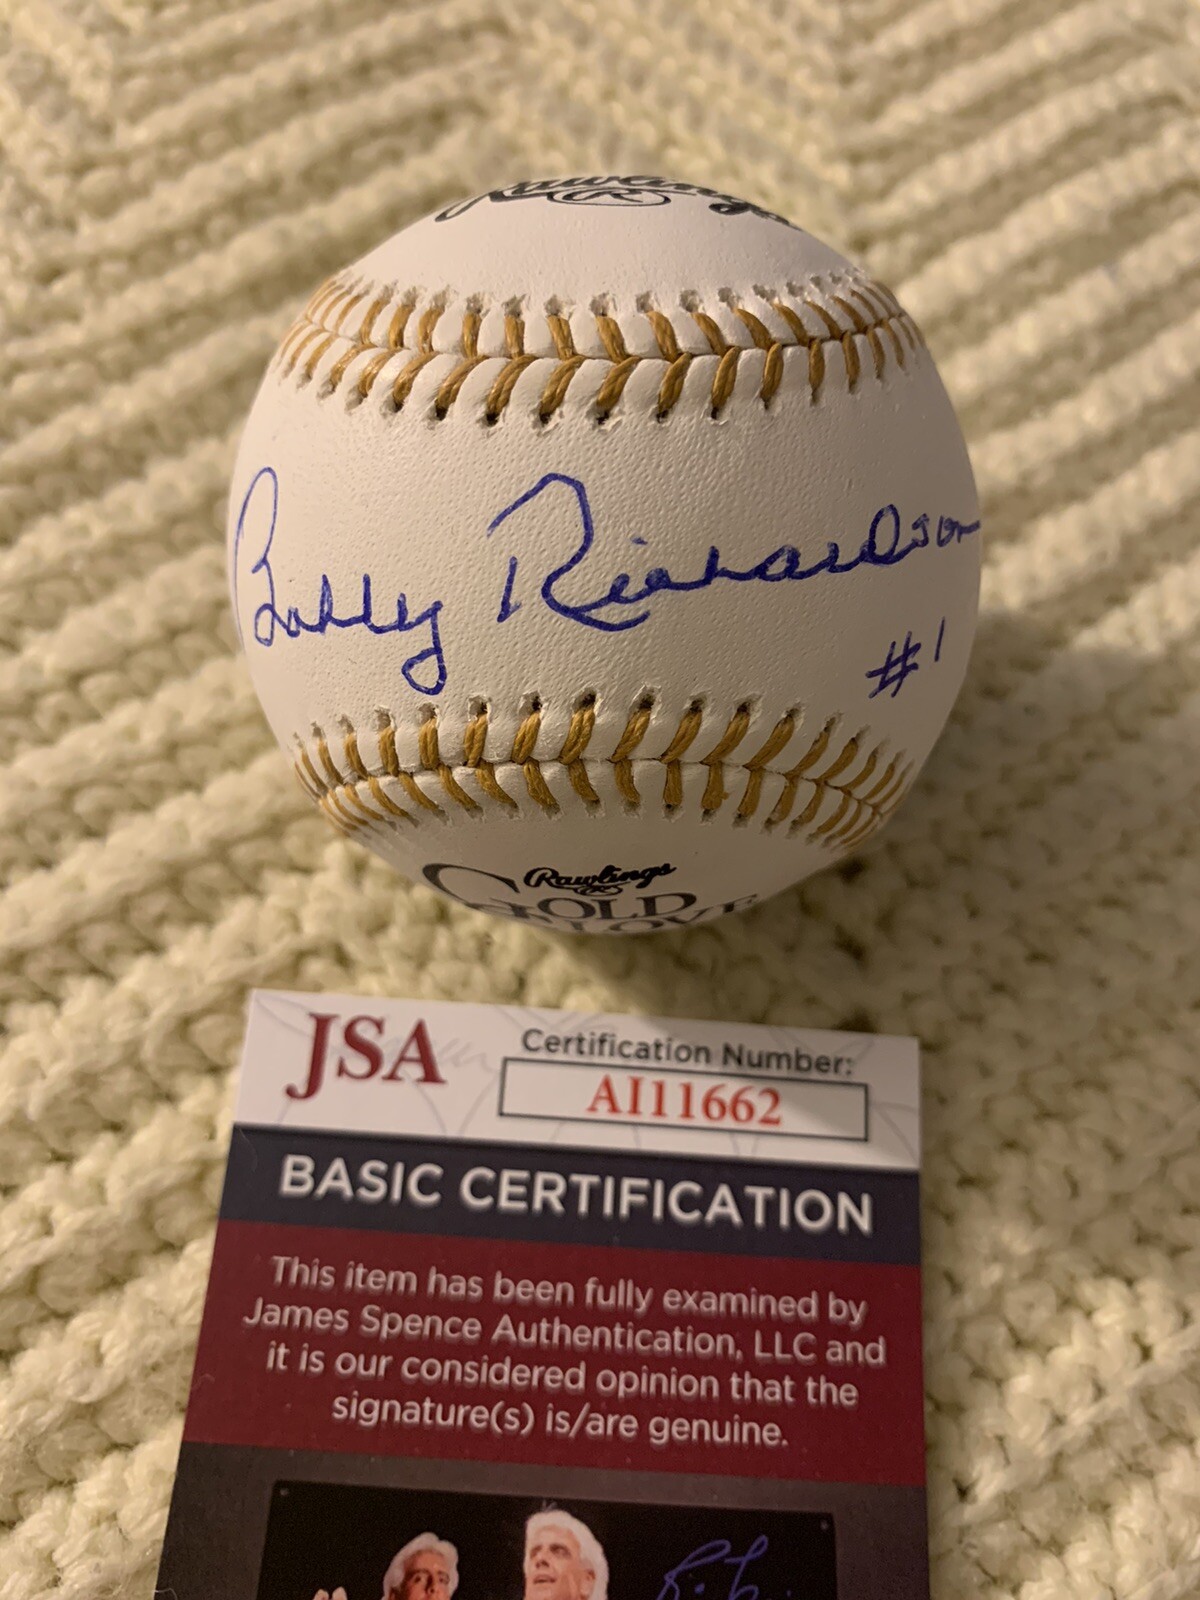 Rawlings
R
Bobby Richardson
#1
Rawlings
R
GOLD
GLOVE
JSA
Certification Number:
AI11662
BASIC CERTIFICATION
This item has been fully examined by
James Spence Authentication, LLC and
it is our considered opinion that the
signature(s) is/are genuine.